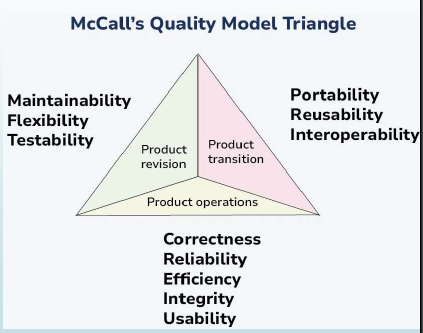 McCall's Quality Model Triangle
Maintainability
Flexibility
Testability
Portability
Reusability
Interoperability
Product
revision
Product
transition
Product operations
Correctness
Reliability
Efficiency
Integrity
Usability